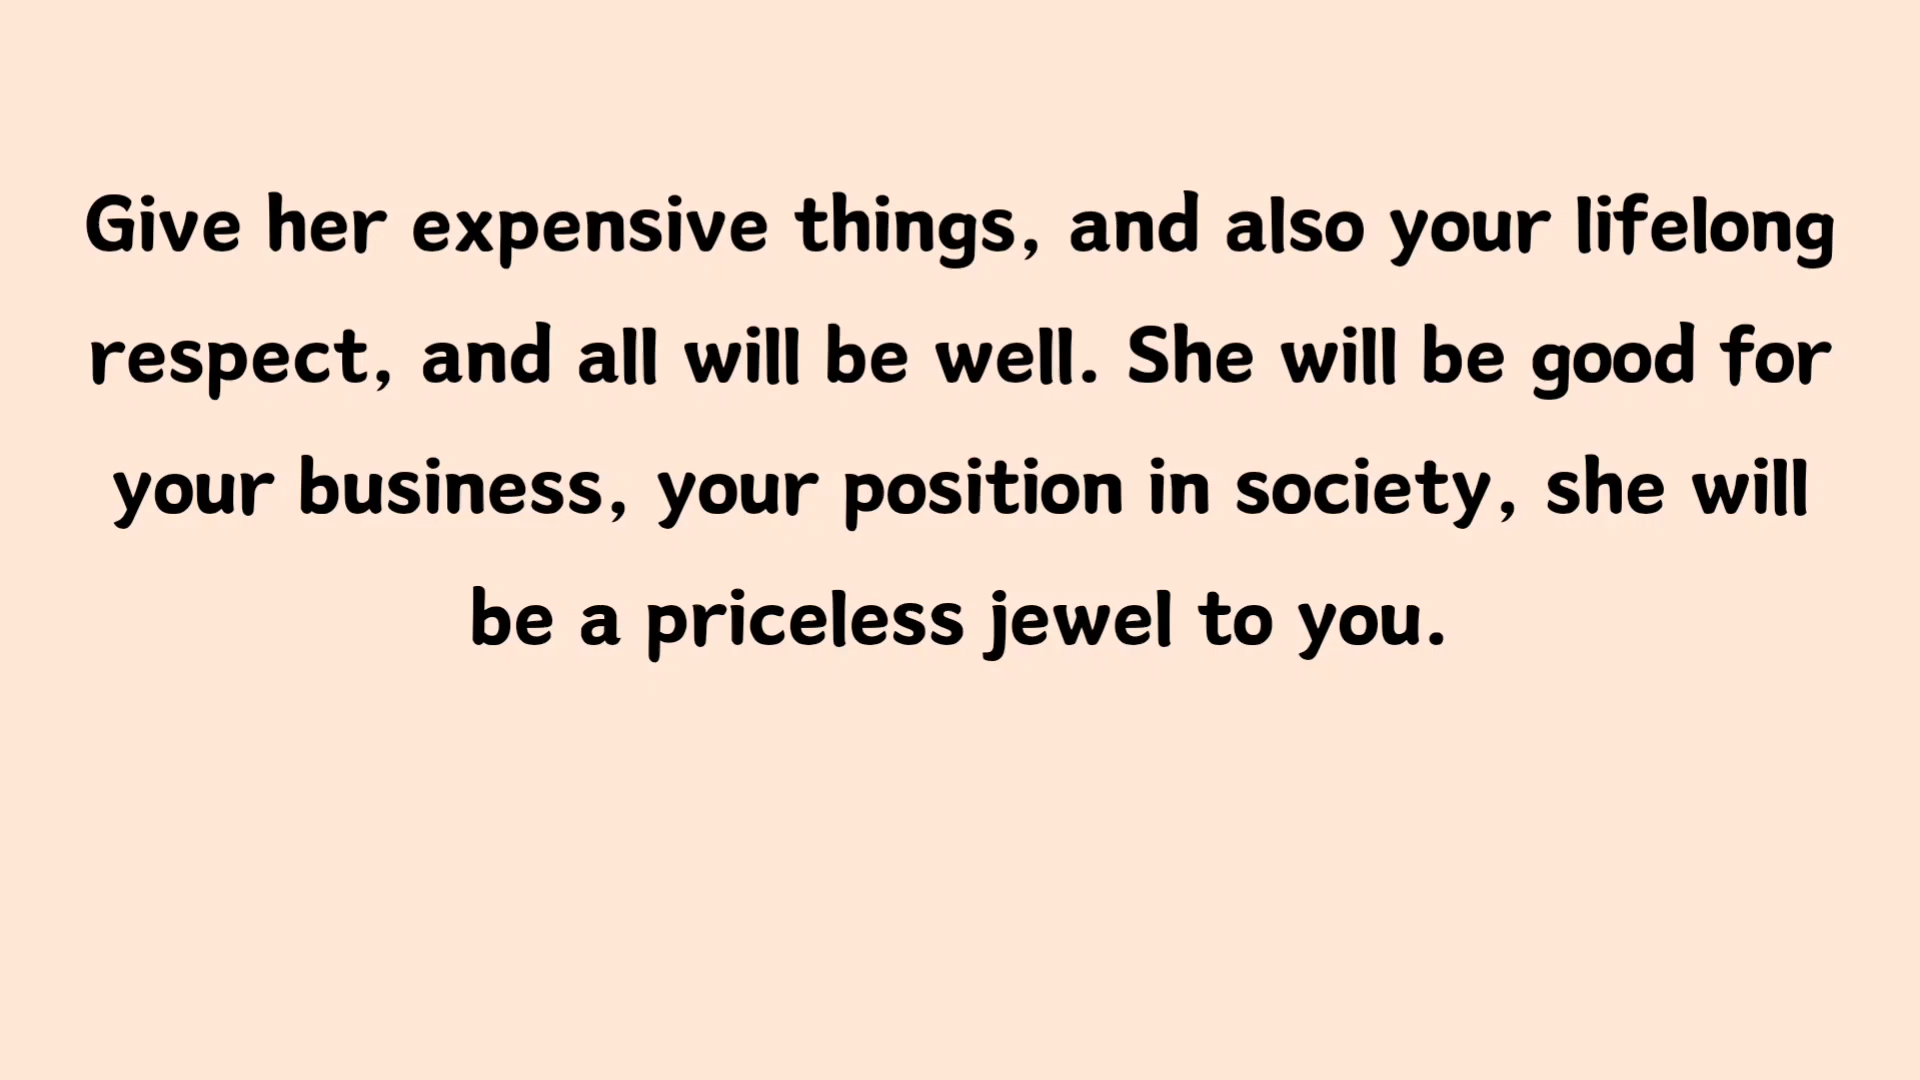 Give her expensive things, and also your lifelong
respect, and all will be well. She will be good for
your business, your position in society, she will
be a priceless jewel to you.